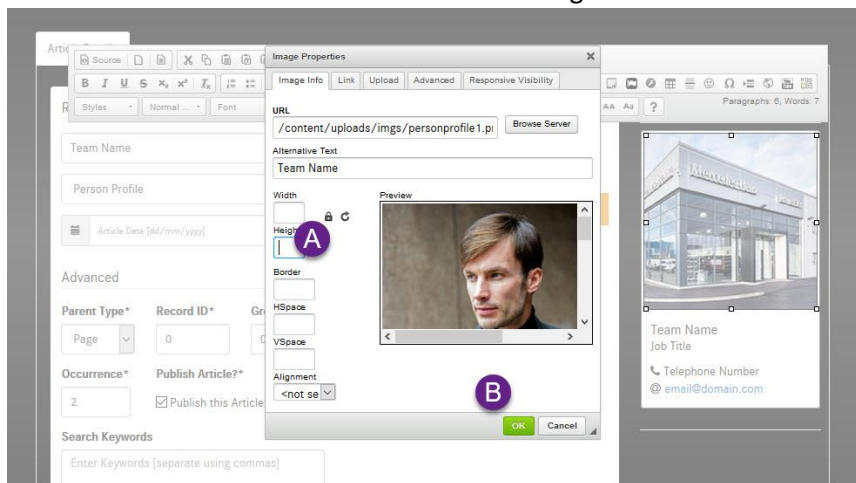 Source
Image Properties
B I U S x₂ x² Tx
Image Info Link Upload Advanced Responsive Visibility
Styles Normal ... Font
?
Paragraphs: 6, Words: 7
URL
/content/uploads/imgs/personprofile1.p
Browse Server
Alternative Text
Team Name
Team Name
Person Profile
Width
Preview
A
Article Date [dd/mm/yyyy]
Border
Advanced
HSpace
Parent Type*
Record ID*
Page
0
VSpace
Team Name
Job Title
Occurrence*
Publish Article?*
Alignment
<not se
Telephone Number
@ email@domain.com
2
Publish this Article
B
OK
Cancel
Search Keywords
Enter Keywords [separate using commas]